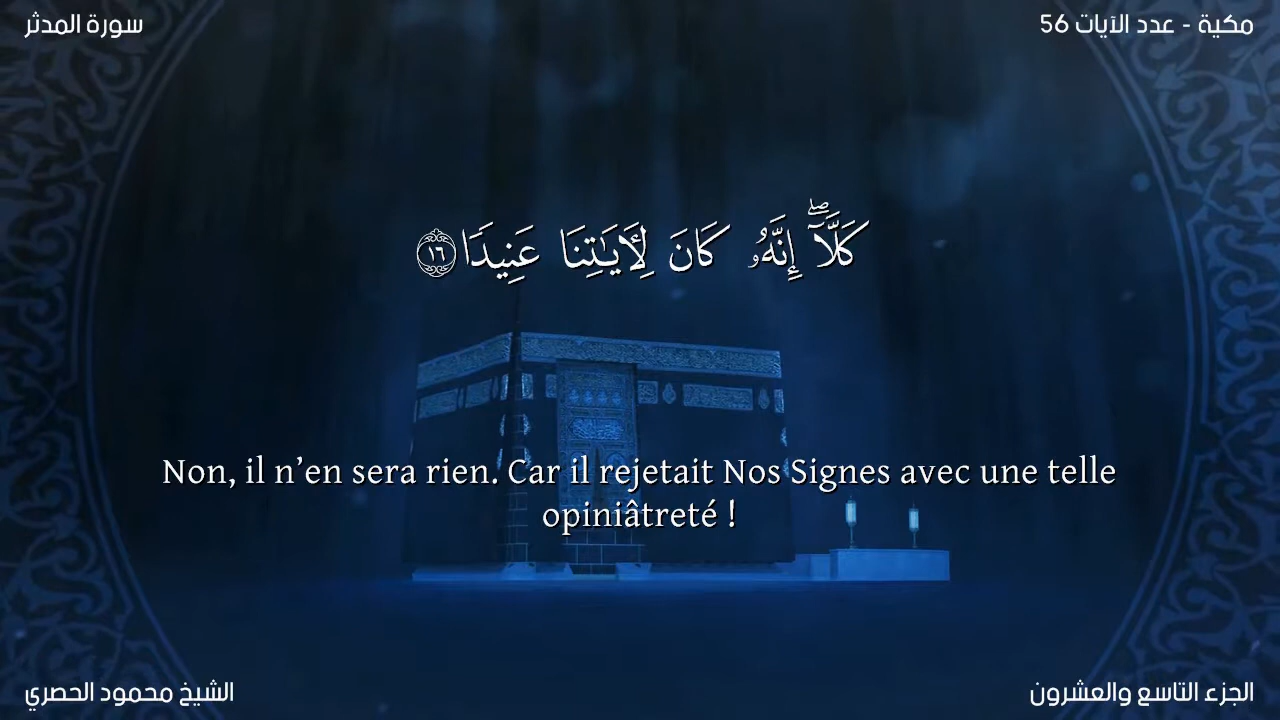 سورة المدثر
مكية - عدد الآيات 56
كَلَّآۖ إِنَّهُۥ كَانَ لِأَيَـٰتِنَا عَنِيدًا ١٦
Non, il n’en sera rien. Car il rejetait Nos Signes avec une telle
opiniâtreté !
الشيخ محمود الحصري
الجزء التاسع والعشرون